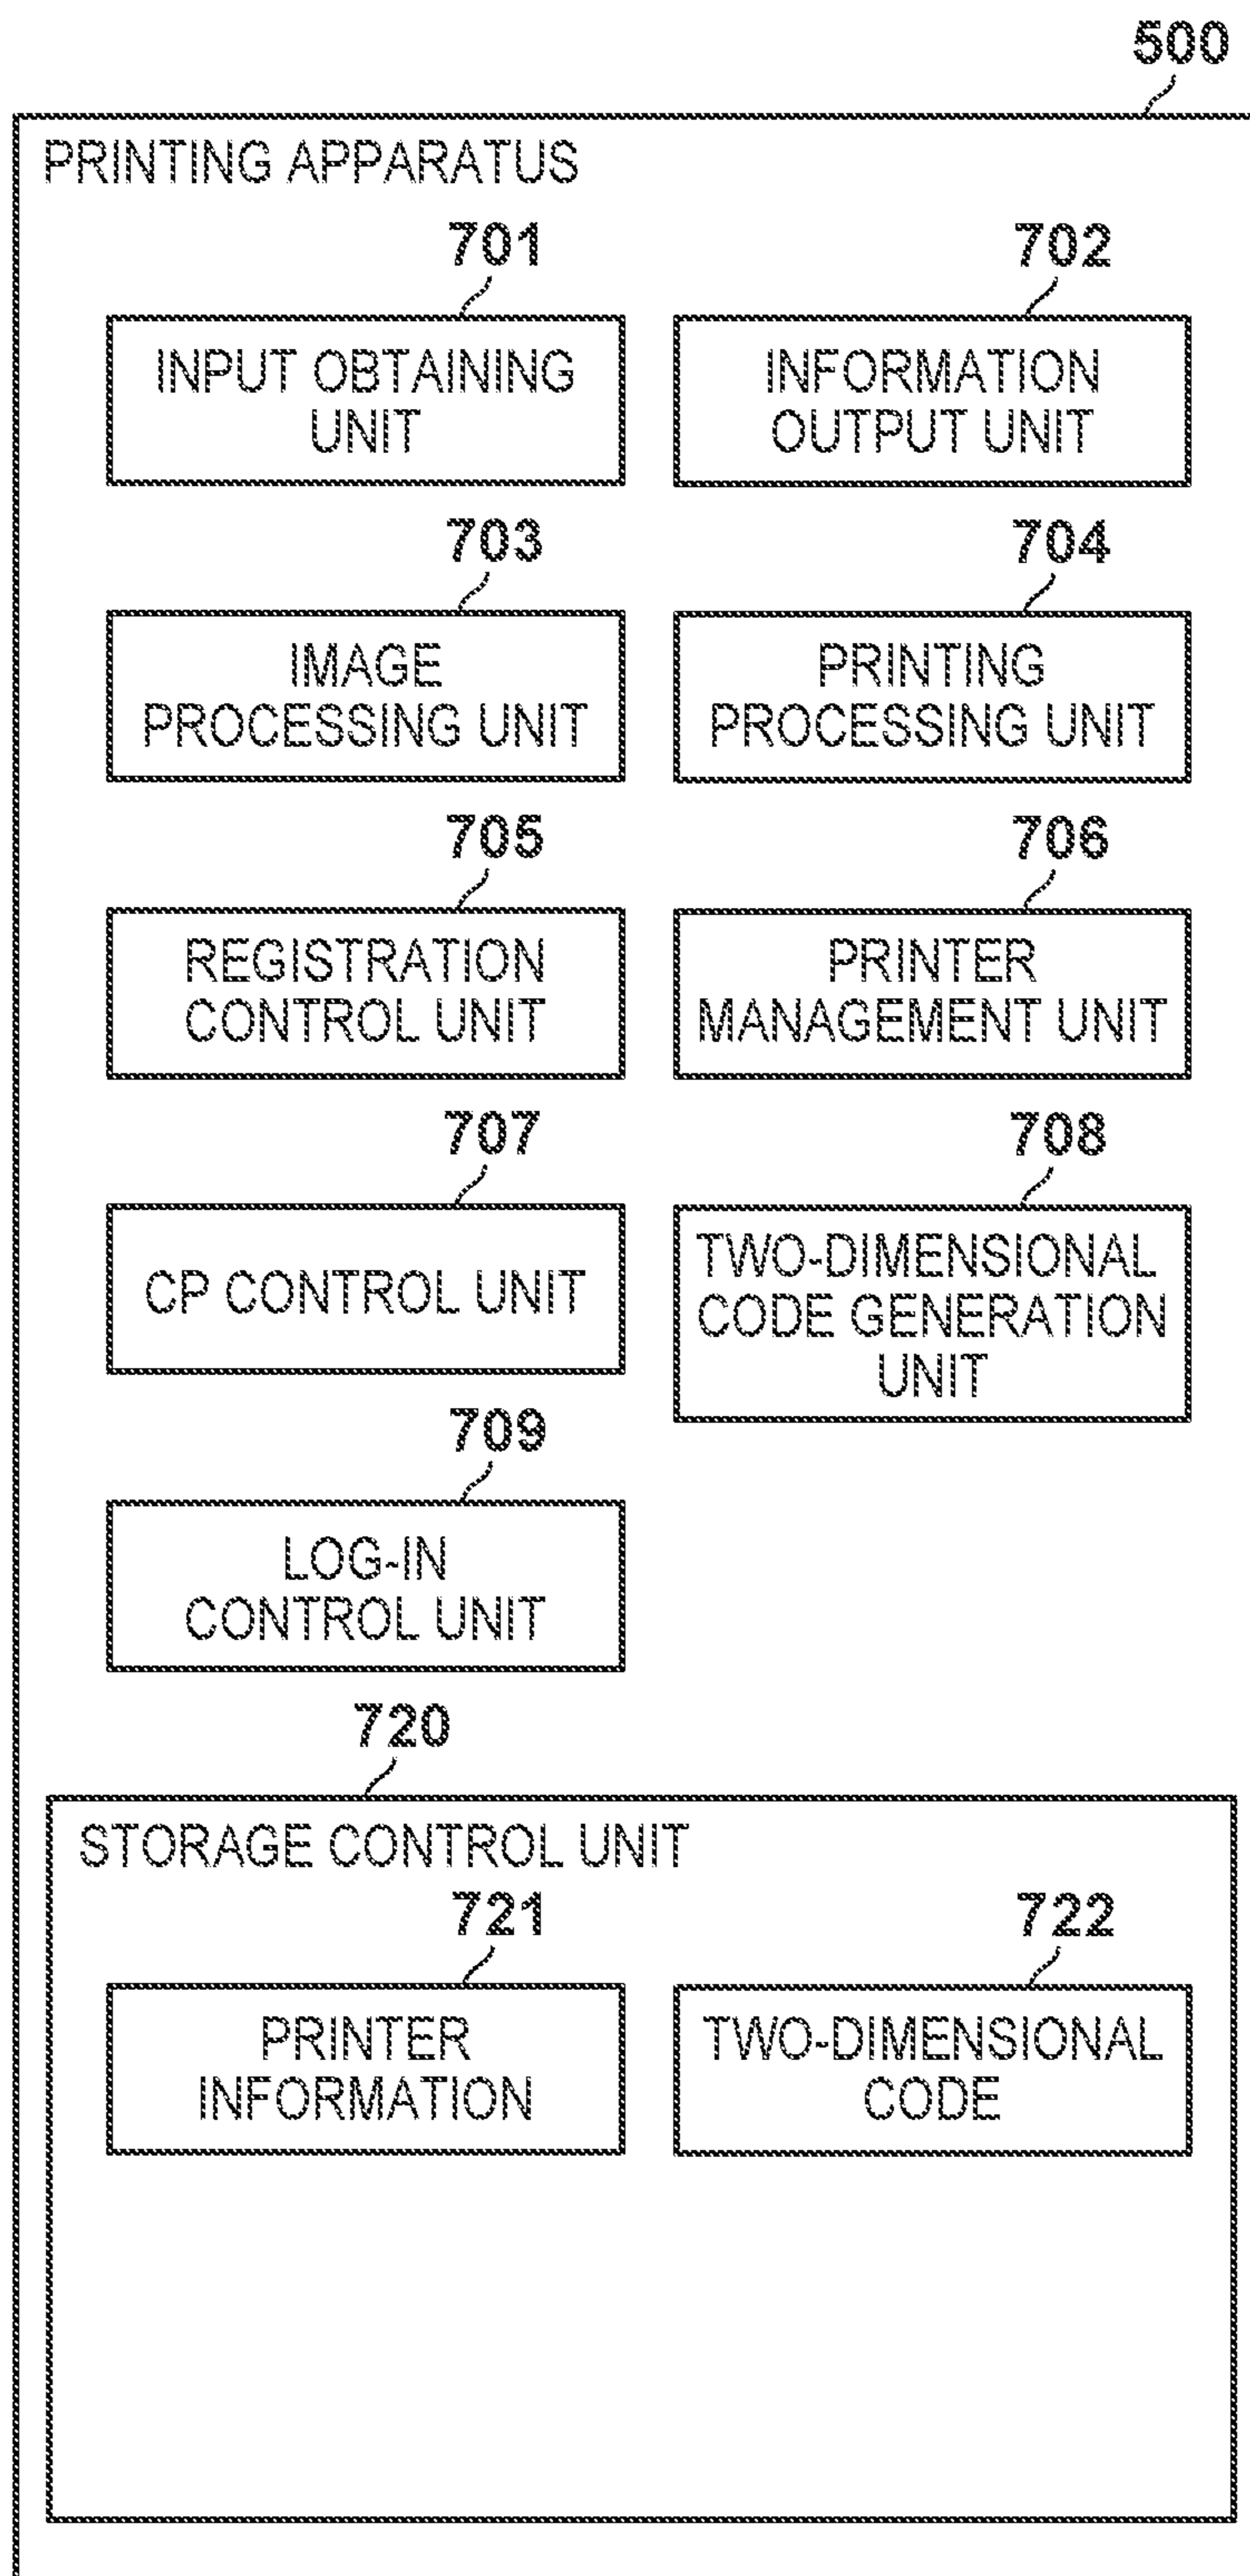 500
PRINTING APPARATUS
701
702
INPUT OBTAINING
UNIT
INFORMATION
OUTPUT UNIT
703
704
IMAGE
PROCESSING UNIT
PRINTING
PROCESSING UNIT
705
706
REGISTRATION
CONTROL UNIT
PRINTER
MANAGEMENT UNIT
707
708
CP CONTROL UNIT
TWO-DIMENSIONAL
CODE GENERATION
UNIT
709
LOG-IN
CONTROL UNIT
720
STORAGE CONTROL UNIT
721
722
PRINTER
INFORMATION
TWO-DIMENSIONAL
CODE